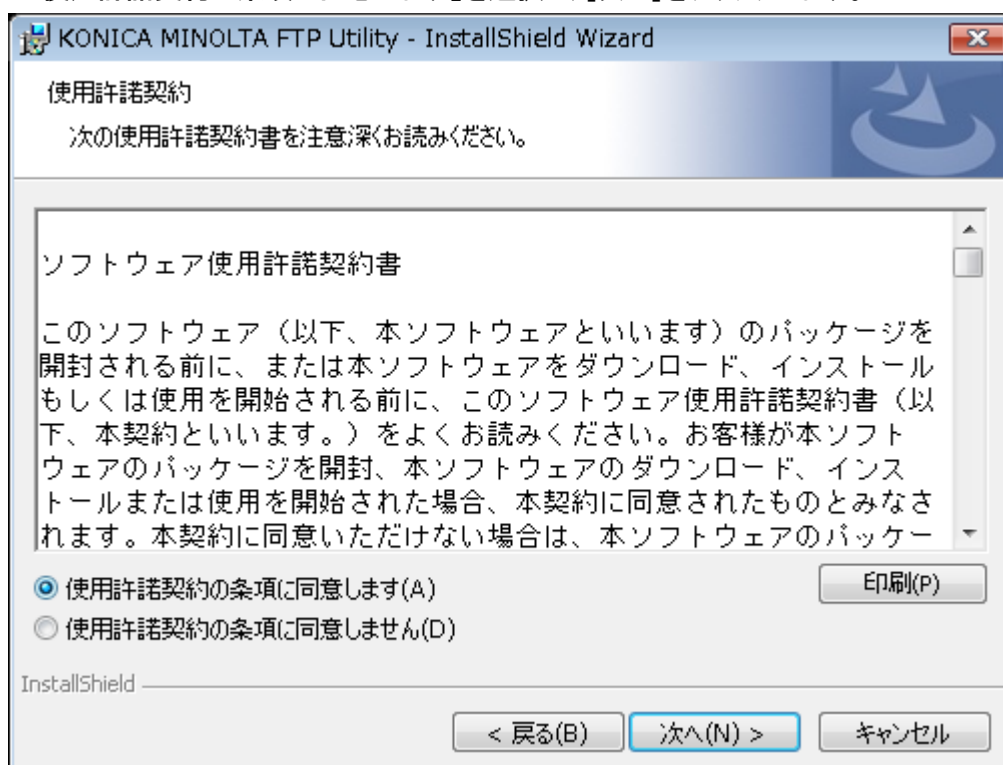 KONICA MINOLTA FTP Utility - InstallShield Wizard
使用許諾契約
次の使用許諾契約書を注意深くお読みください。
ソフトウェア使用許諾契約書
このソフトウェア（以下、本ソフトウェアといいます）のパッケージを
開封される前に、または本ソフトウェアをダウンロード、インストール
もしくは使用を開始される前に、このソフトウェア使用許諾契約書（以
下、本契約といいます。）をよくお読みください。お客様が本ソフト
ウェアのパッケージを開封、本ソフトウェアのダウンロード、インス
トールまたは使用を開始された場合、本契約に同意されたものとみなさ
れます。本契約に同意いただけない場合は、本ソフトウェアのパッケー
使用許諾契約の条項に同意します(A)
印刷(P)
使用許諾契約の条項に同意しません(D)
InstallShield
< 戻る(B) 次へ(N) > キャンセル